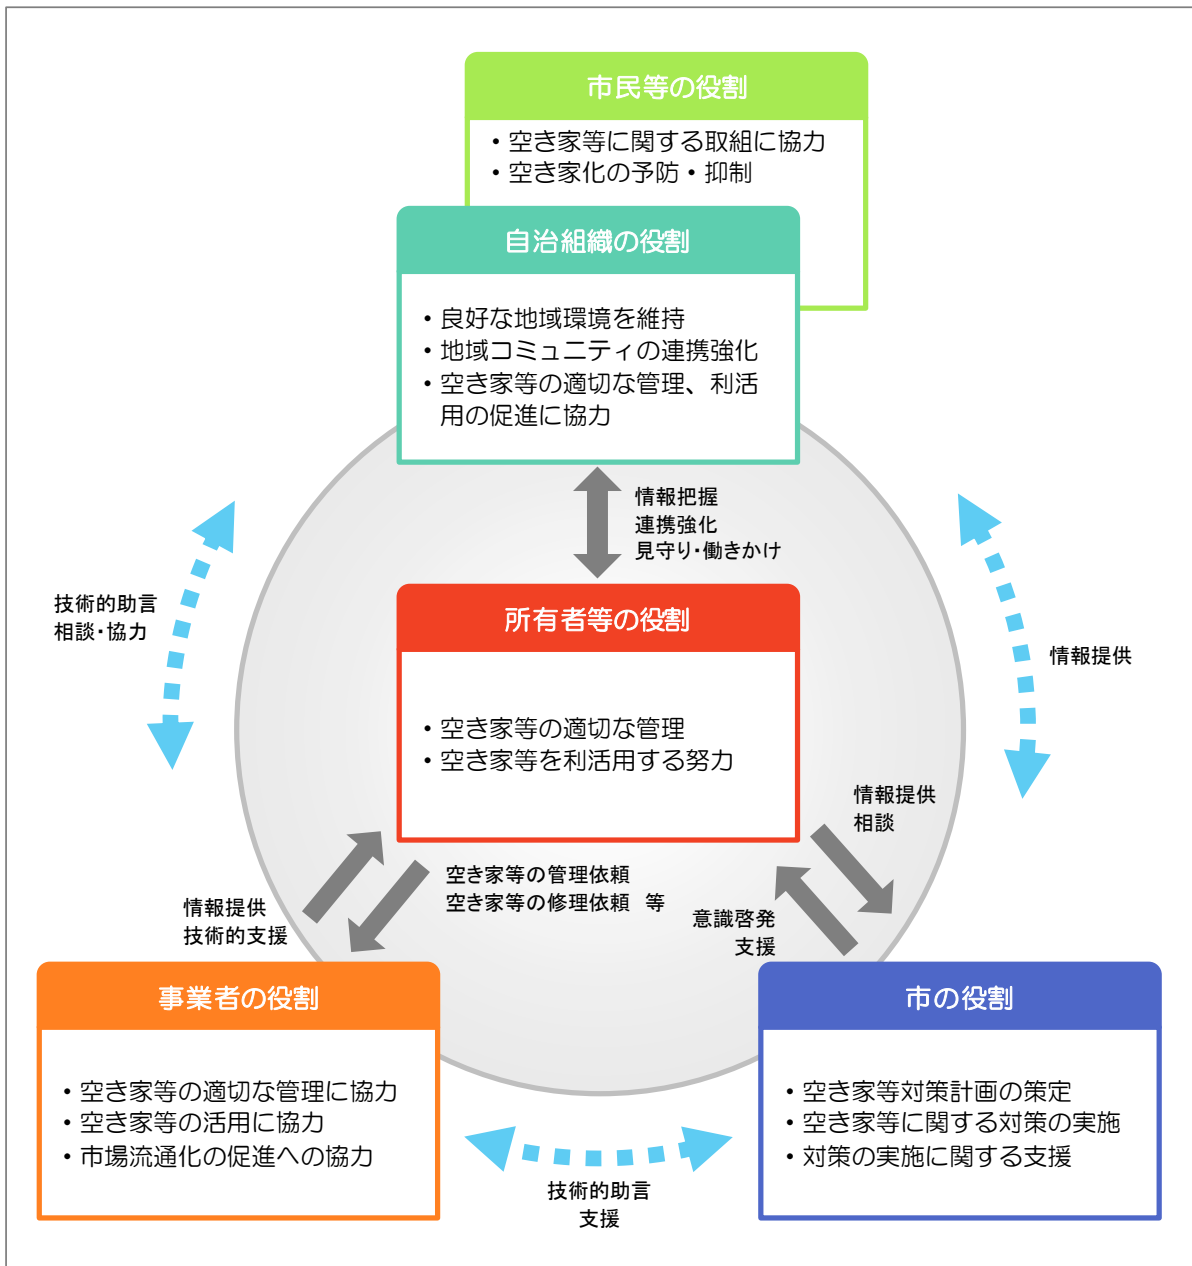 市民等の役割
・空き家等に関する取組に協力
・空き家化の予防・抑制
自治組織の役割
・良好な地域環境を維持
・地域コミュニティの連携強化
・空き家等の適切な管理、利活
用の促進に協力
情報把握
連携強化
見守り・働きかけ
技術的助言
相談・協力
情報提供
所有者等の役割
・空き家等の適切な管理
・空き家等を利活用する努力
情報提供
相談
空き家等の管理依頼
空き家等の修理依頼 等
情報提供
技術的支援
意識啓発
支援
事業者の役割
・空き家等の適切な管理に協力
・空き家等の活用に協力
・市場流通化の促進への協力
市の役割
・空き家等対策計画の策定
・空き家等に関する対策の実施
・対策の実施に関する支援
技術的助言
支援